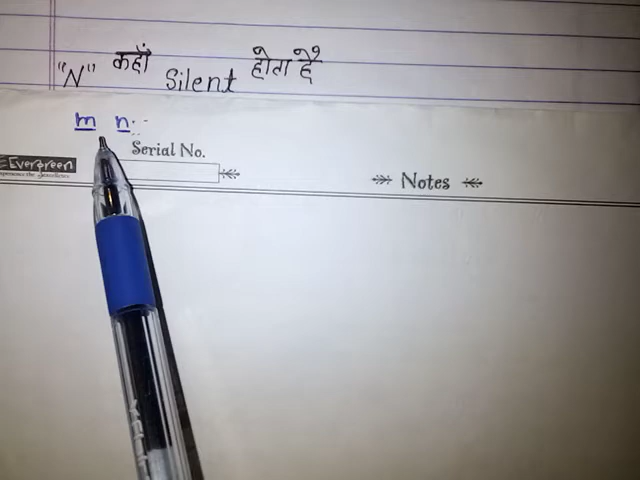 "N" कहाँ Silent होता है?
m n..
Serial No.
Evergreen
Notes